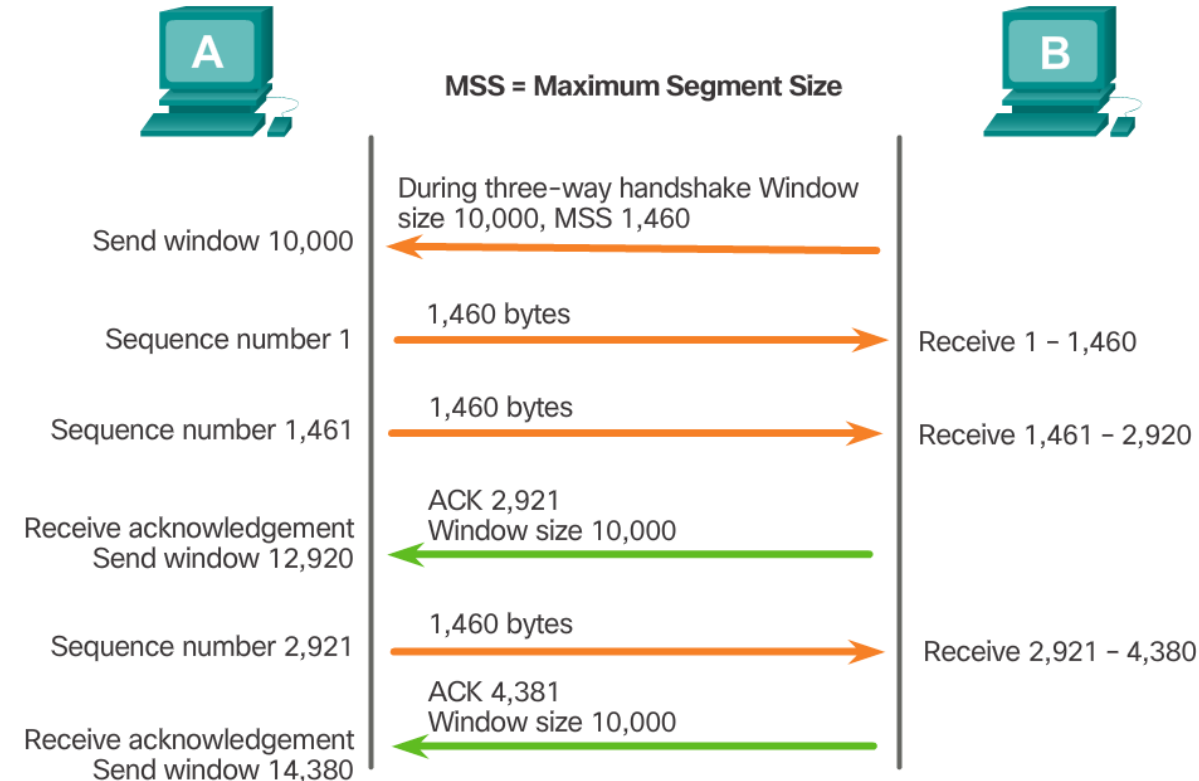 A
B
MSS = Maximum Segment Size
During three-way handshake Window
size 10,000, MSS 1,460
Send window 10,000
1,460 bytes
Sequence number 1
Receive 1 – 1,460
1,460 bytes
Sequence number 1,461
Receive 1,461 – 2,920
ACK 2,921
Window size 10,000
Receive acknowledgement
Send window 12,920
1,460 bytes
Sequence number 2,921
Receive 2,921 – 4,380
ACK 4,381
Window size 10,000
Receive acknowledgement
Send window 14,380